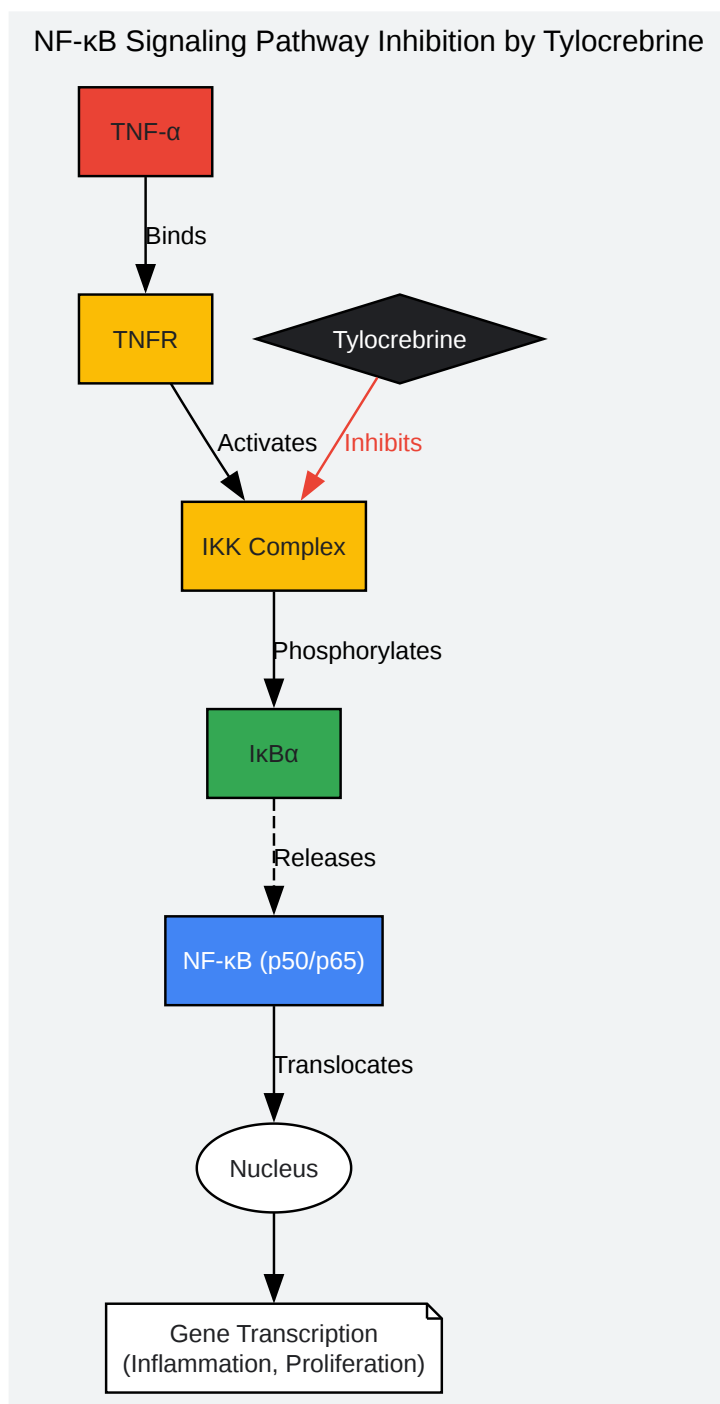 NF-κB Signaling Pathway Inhibition by Tylocrebrine
TNF-α
Binds
TNFR
Tylocrebrine
Activates
Inhibits
IKK Complex
Phosphorylates
IκBα
Releases
NF-κB (p50/p65)
Translocates
Nucleus
Gene Transcription
(Inflammation, Proliferation)